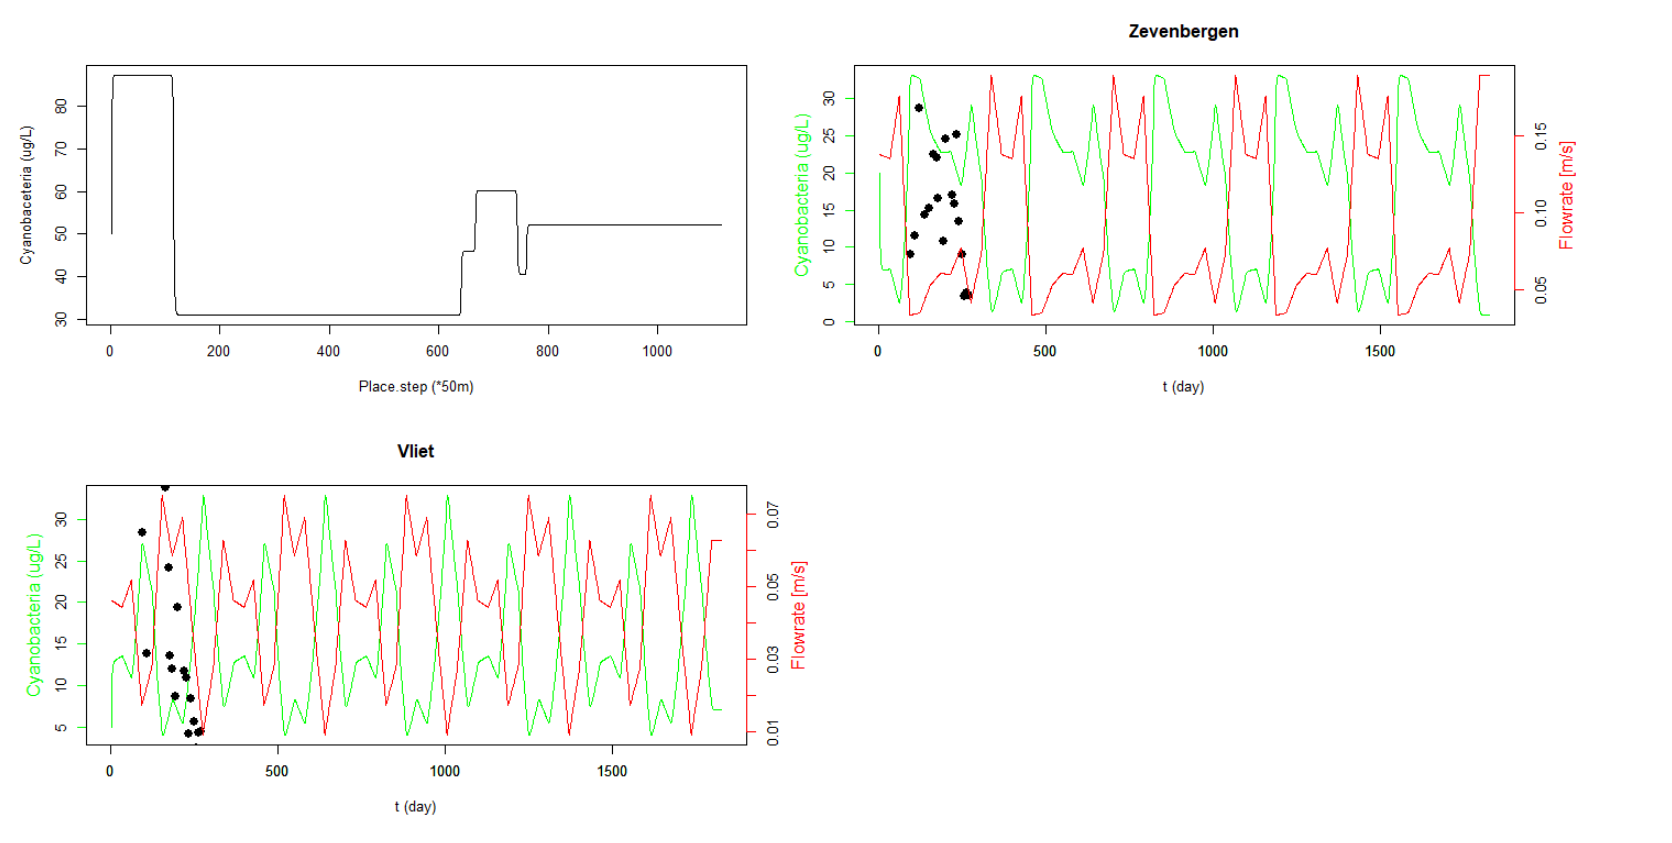 Cyanobaceteria (ug/L)
30 40 50 60 70 80
0 200 400 600 800 1000
Place.step (*50m)
Zevenbergen
Cyanobacteria (ug/L)
0 5 10 15 20 25 30
0.05 0.10 0.15
Flowrate [m/s]
0 500 1000 1500
t (day)
Vliet
Cyanobacteria (ug/L)
5 10 15 20 25 30
0.01 0.03 0.05 0.07
Flowrate [m/s]
0 500 1000 1500
t (day)